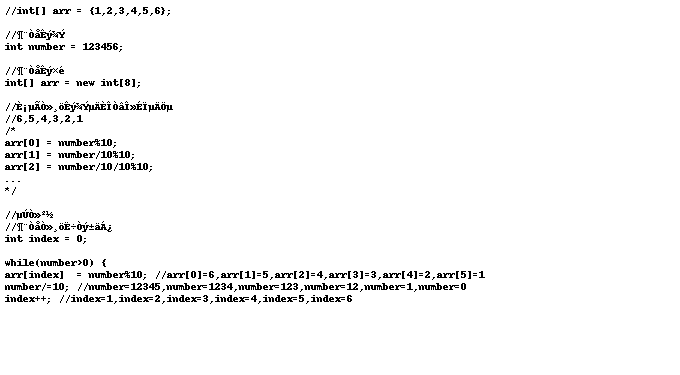 //int[] arr = {1,2,3,4,5,6};
//¶¨ÒåÊý¾Ý
int number = 123456;
//¶¨ÒåÊý×é
int[] arr = new int[8];
//È¡µÃÒ»¸öÊý¾ÝµÄÈÎÒâÎ»ÉÏµÄÖµ
//6,5,4,3,2,1
/*
arr[0] = number%10;
arr[1] = number/10%10;
arr[2] = number/10/10%10;
...
*/
//µÚÒ»²½
//¶¨ÒåÒ»¸öË÷Òý±äÁ¿
int index = 0;
while(number>0) {
arr[index]  = number%10; //arr[0]=6,arr[1]=5,arr[2]=4,arr[3]=3,arr[4]=2,arr[5]=1
number/=10; //number=12345,number=1234,number=123,number=12,number=1,number=0
index++; //index=1,index=2,index=3,index=4,index=5,index=6